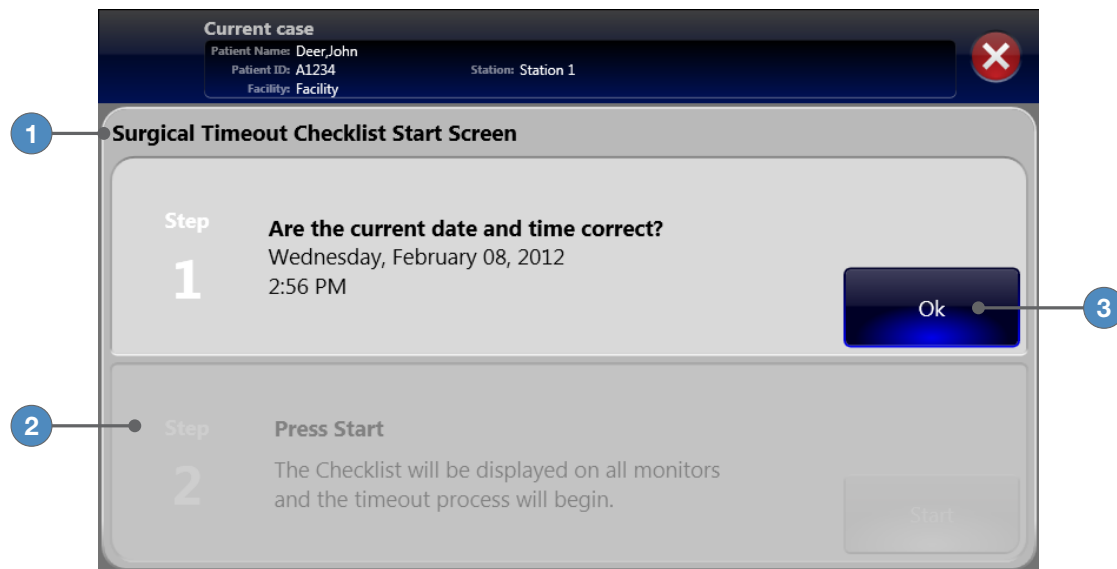 Current case
Patient Name: Deer,John
Patient ID: A1234 Station: Station 1
Facility: Facility
1
Surgical Timeout Checklist Start Screen
Step
1
Are the current date and time correct?
Wednesday, February 08, 2012
2:56 PM
Ok
3
2
Step
2
Press Start
The Checklist will be displayed on all monitors
and the timeout process will begin.
Start